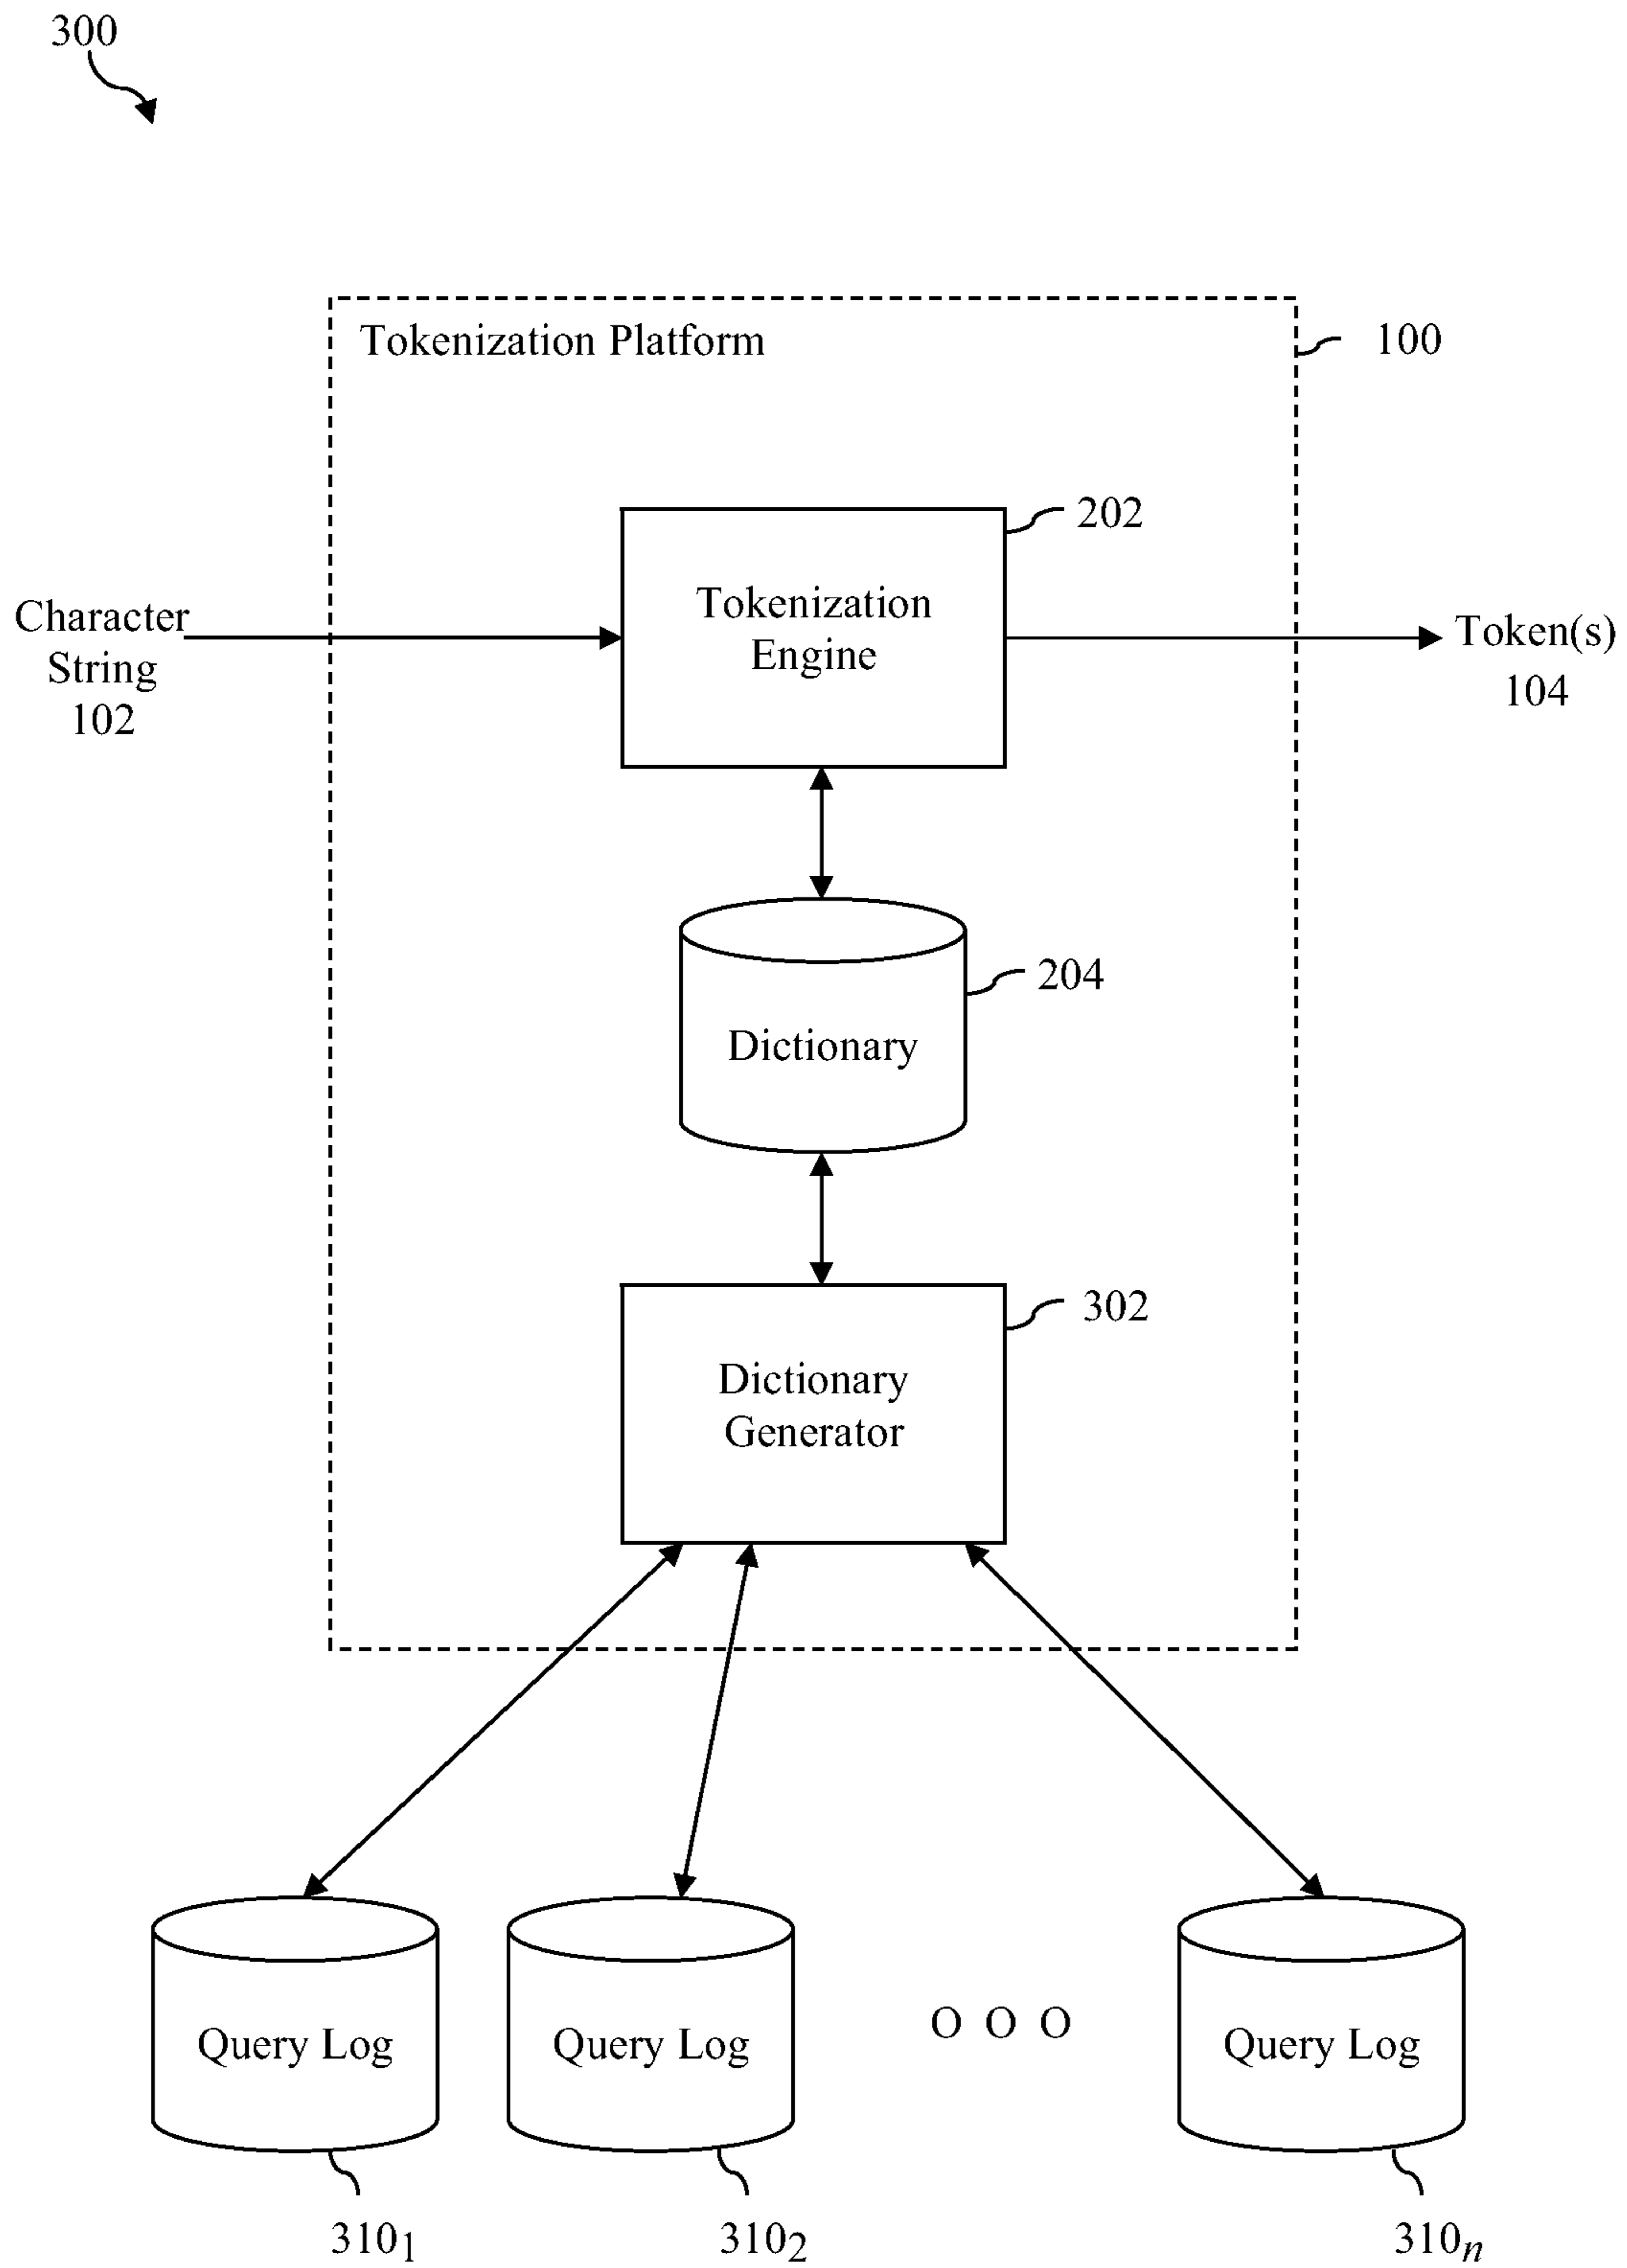 300
Tokenization Platform
100
202
Tokenization
Engine
Character
String
102
Token(s)
104
204
Dictionary
302
Dictionary
Generator
Query Log
Query Log
O O O
Query Log
310₁
310₂
310ₙ